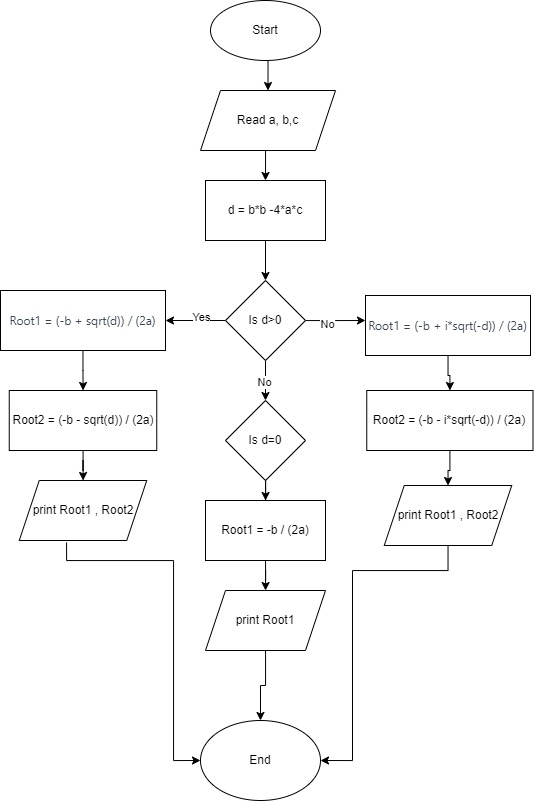 Start
Read a, b,c
d = b*b -4*a*c
Is d>0
Yes
No
Root1 = (-b + sqrt(d)) / (2a)
Root1 = (-b + i*sqrt(-d)) / (2a)
No
Root2 = (-b - sqrt(d)) / (2a)
Is d=0
Root2 = (-b - i*sqrt(-d)) / (2a)
print Root1 , Root2
Root1 = -b / (2a)
print Root1 , Root2
print Root1
End